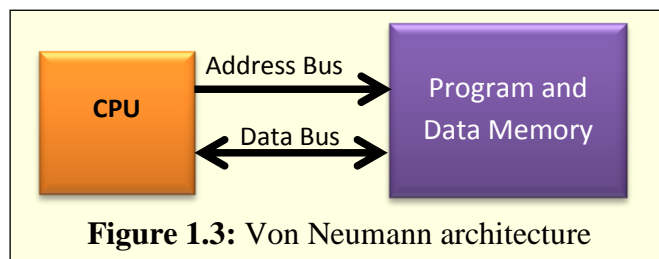 CPU
Address Bus
Data Bus
Program and
Data Memory
Figure 1.3: Von Neumann architecture